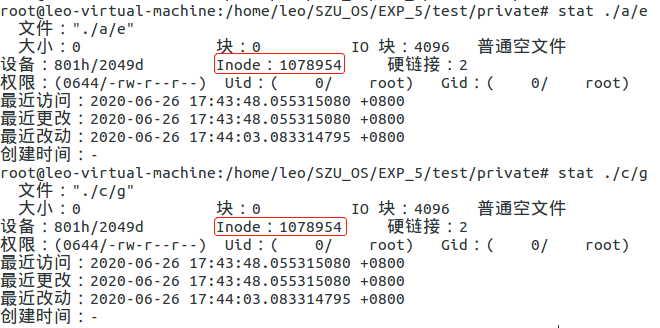 root@leo-virtual-machine:/home/leo/SZU_OS/EXP_5/test/private# stat ./a/e
文件："./a/e"
大小：0 块：0 IO 块：4096 普通空文件
设备：801h/2049d Inode：1078954 硬链接：2
权限：(0644/-rw-r--r--) Uid：( 0/ root) Gid：( 0/ root)
最近访问：2020-06-26 17:43:48.055315080 +0800
最近更改：2020-06-26 17:43:48.055315080 +0800
最近改动：2020-06-26 17:44:03.083314795 +0800
创建时间：-
root@leo-virtual-machine:/home/leo/SZU_OS/EXP_5/test/private# stat ./c/g
文件："./c/g"
大小：0 块：0 IO 块：4096 普通空文件
设备：801h/2049d Inode：1078954 硬链接：2
权限：(0644/-rw-r--r--) Uid：( 0/ root) Gid：( 0/ root)
最近访问：2020-06-26 17:43:48.055315080 +0800
最近更改：2020-06-26 17:43:48.055315080 +0800
最近改动：2020-06-26 17:44:03.083314795 +0800
创建时间：-